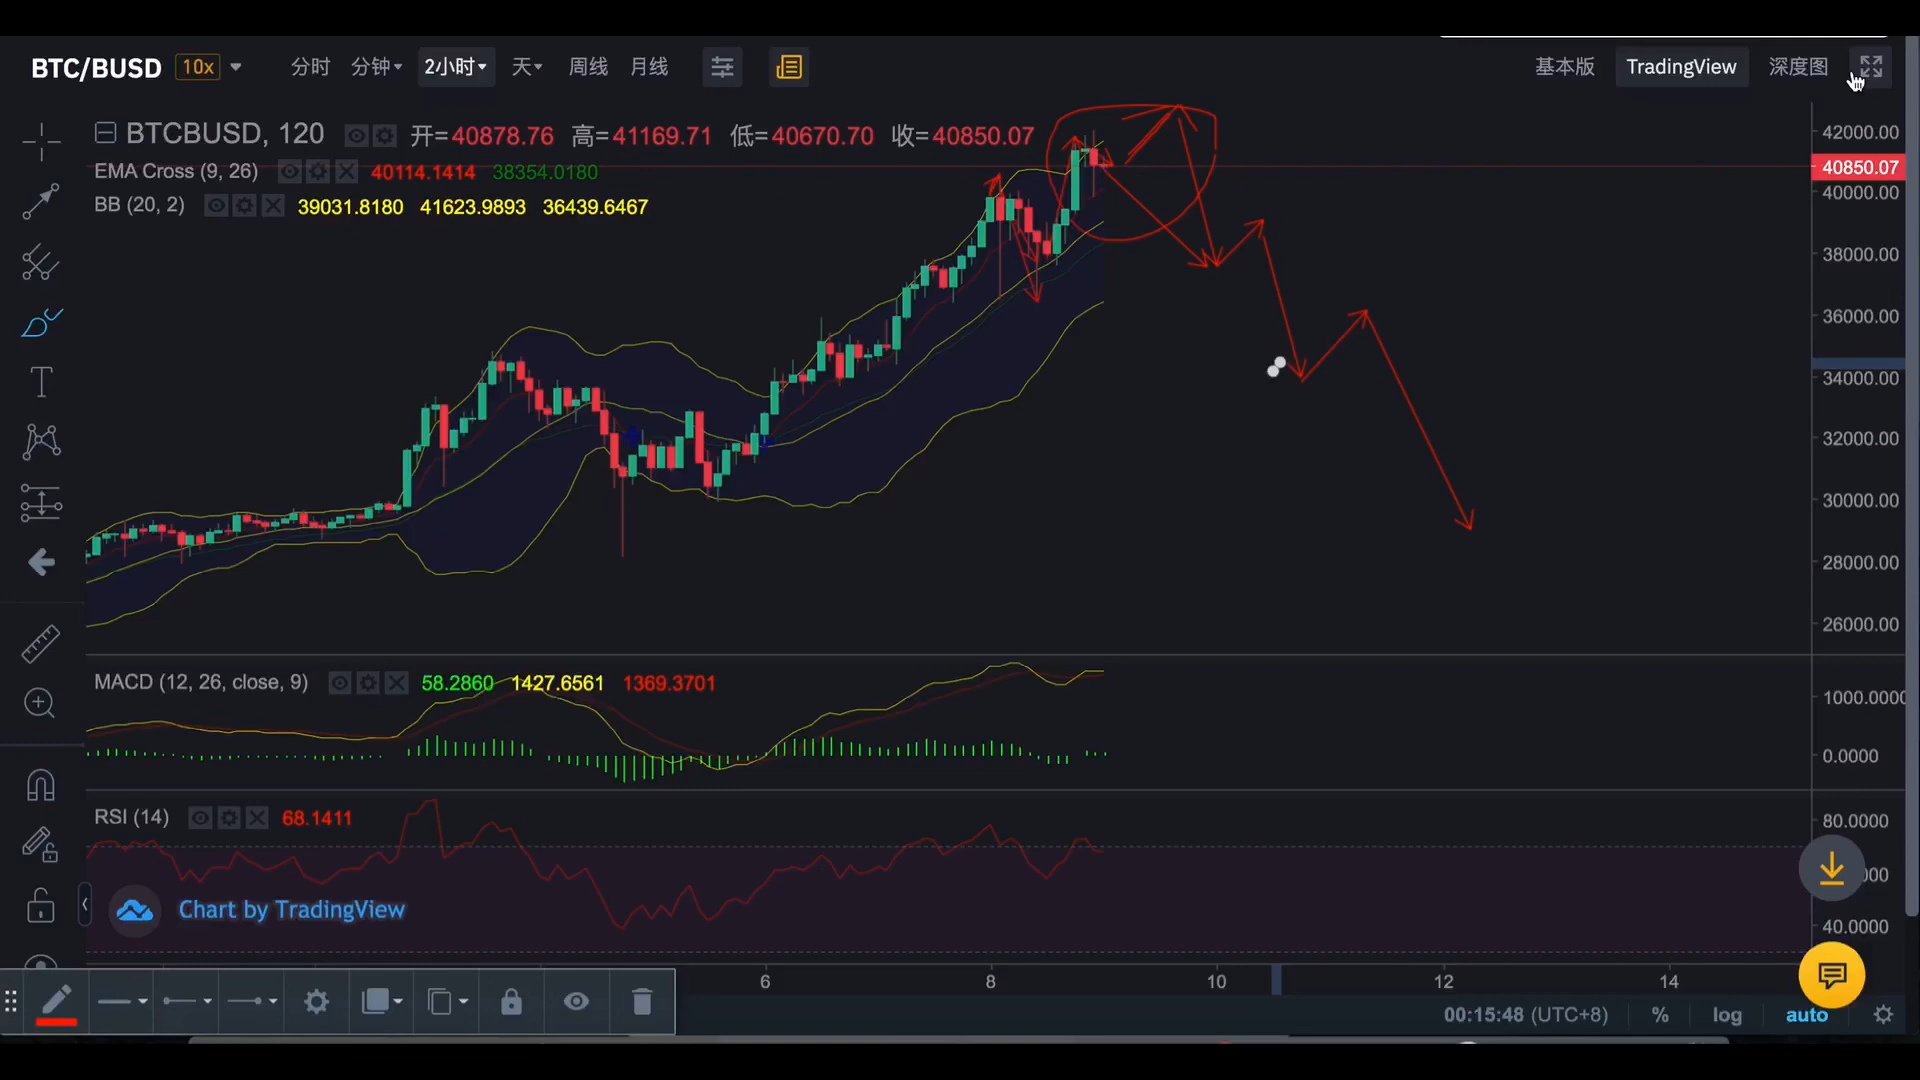 BTC/BUSD 10x 分时 分钟 2小时 天 周线 月线 基本版 TradingView 深度图
BTCBUSD, 120 开=40878.76 高=41169.71 低=40670.70 收=40850.07
EMA Cross (9, 26) 40114.1414 38354.0180
BB (20, 2) 39031.8180 41623.9893 36439.6467
42000.00
40850.07
40000.00
38000.00
36000.00
34000.00
32000.00
30000.00
28000.00
26000.00
MACD (12, 26, close, 9) 58.2860 1427.6561 1369.3701
1000.0000
0.0000
RSI (14) 68.1411
80.0000
40.0000
Chart by TradingView
6 8 10 12 14
00:15:48 (UTC+8) % log auto